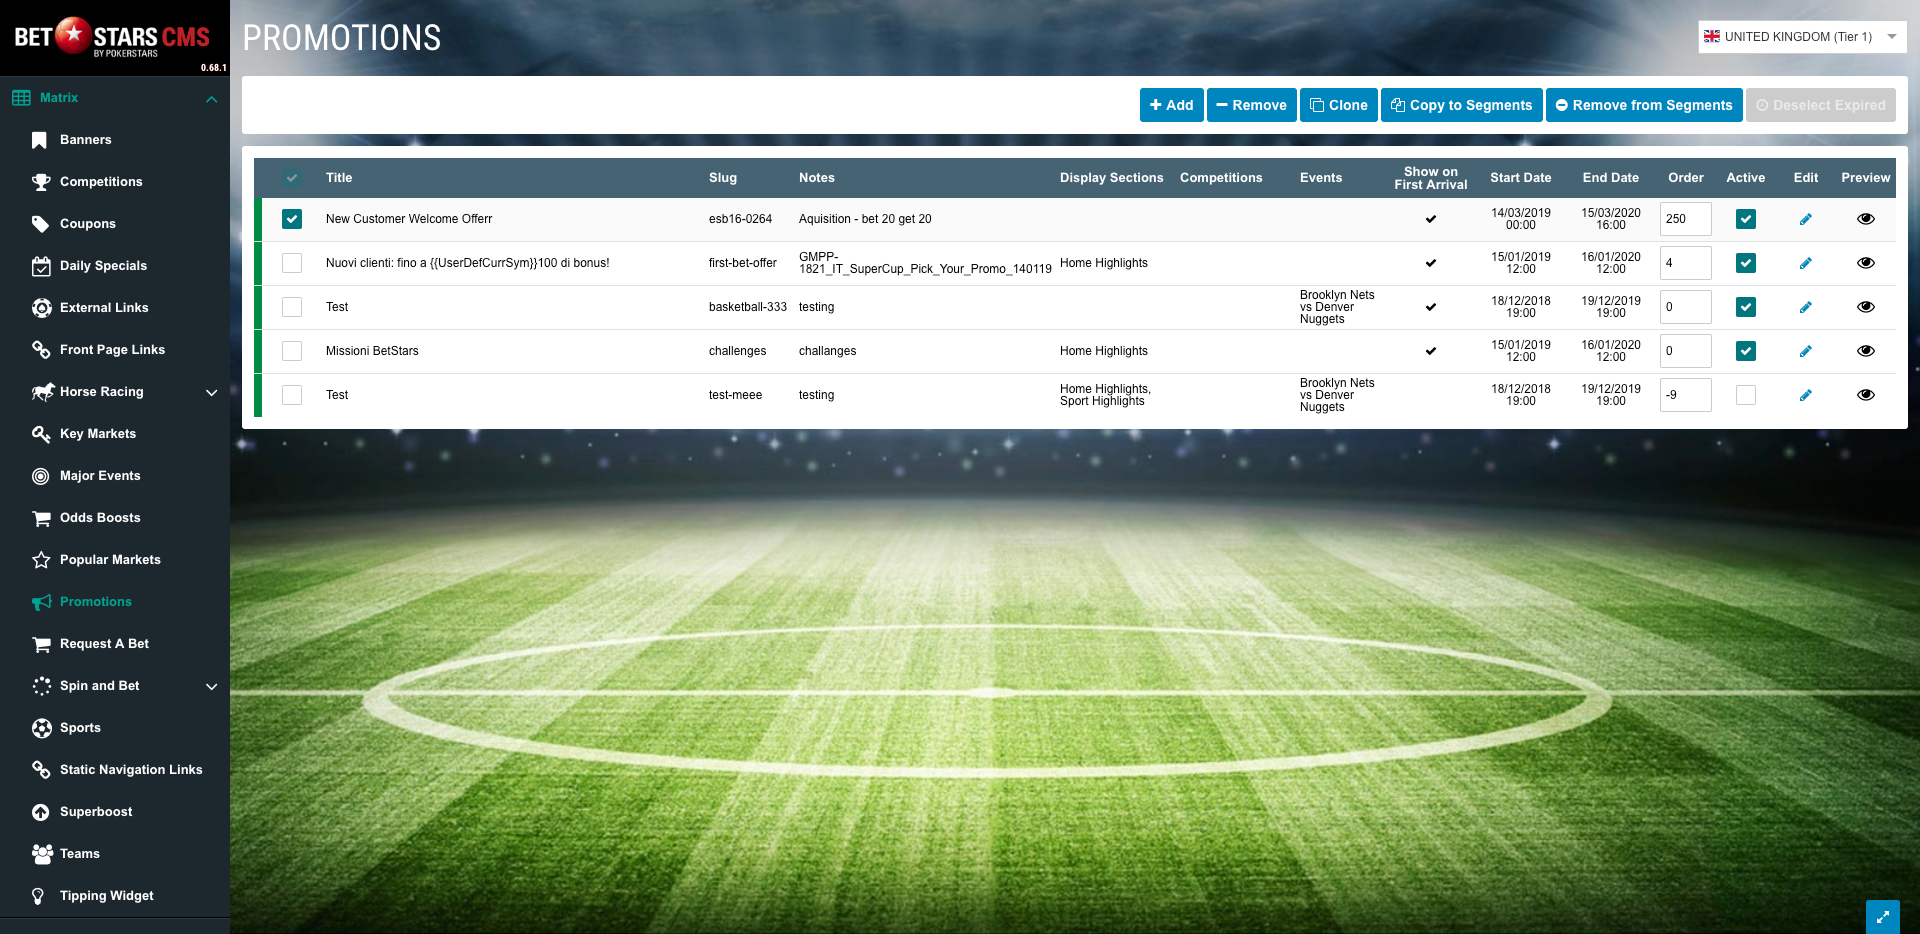 BET STARS CMS
BY POKERSTARS
0.68.1
PROMOTIONS
UNITED KINGDOM (Tier 1)
Matrix
Banners
Competitions
Coupons
Daily Specials
External Links
Front Page Links
Horse Racing
Key Markets
Major Events
Odds Boosts
Popular Markets
Promotions
Request A Bet
Spin and Bet
Sports
Static Navigation Links
Superboost
Teams
Tipping Widget
Add Remove Clone Copy to Segments Remove from Segments Deselect Expired
Title Slug Notes Display Sections Competitions Events Show on First Arrival Start Date End Date Order Active Edit Preview
New Customer Welcome Offerr esb16-0264 Aquisition - bet 20 get 20 14/03/2019 00:00 15/03/2020 16:00 250
Nuovi clienti: fino a {{UserDefCurrSym}}100 di bonus! first-bet-offer GMPP-1821_IT_SuperCup_Pick_Your_Promo_140119 Home Highlights 15/01/2019 12:00 16/01/2020 12:00 4
Test basketball-333 testing Brooklyn Nets vs Denver Nuggets 18/12/2018 19:00 19/12/2019 19:00 0
Missioni BetStars challenges challanges Home Highlights 15/01/2019 12:00 16/01/2020 12:00 0
Test test-meee testing Home Highlights, Sport Highlights Brooklyn Nets vs Denver Nuggets 18/12/2018 19:00 19/12/2019 19:00 -9